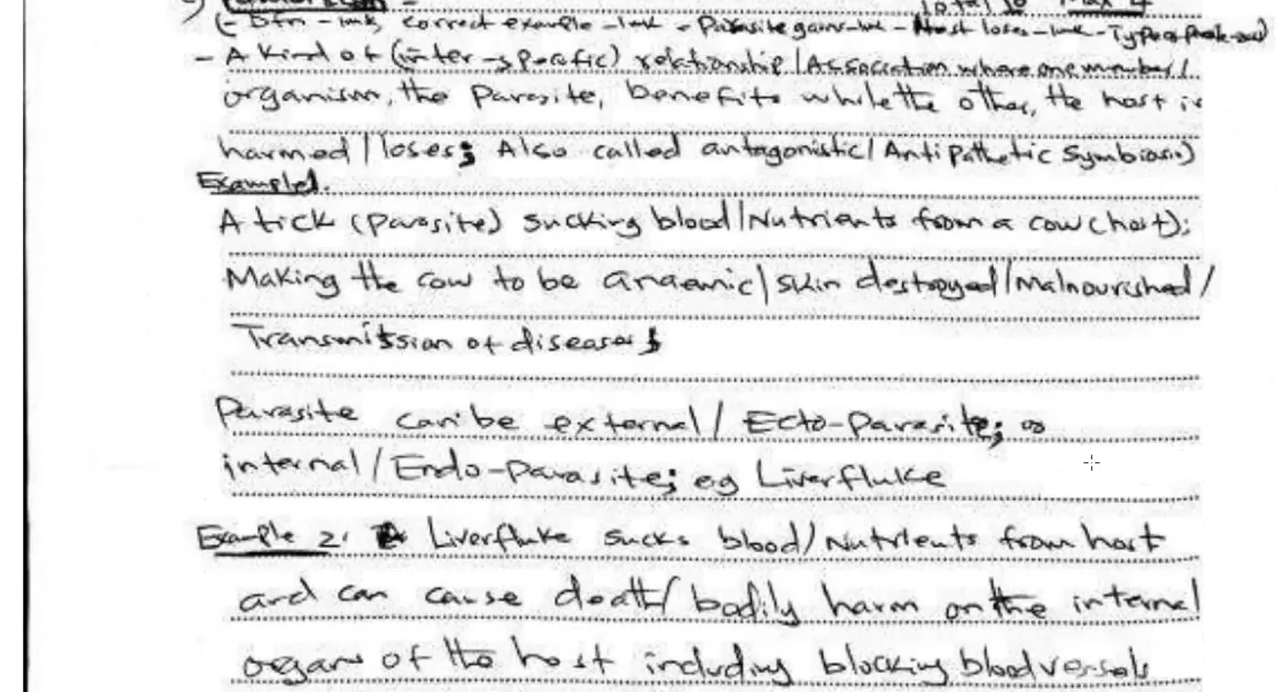 Total 10 Max 4
(- Dfn - 1mk, correct example - 1mk - Parasite gains - 1mk - Host loses - 1mk - Type of
- A kind of (inter-specific) relationship/Association where one member/
organism, the Parasite, benefits while the other, the host is
harmed/loses; Also called antagonistic/Antipathetic symbiosis)
Example 1.
A tick (Parasite) sucking blood/Nutrients from a cow (host);
Making the cow to be anaemic/skin destroyed/Malnourished/
Transmission of diseases;
Parasite can be external/Ecto-Parasite; or
internal/Endo-Parasite; eg Liverfluke
Example 2. Liverfluke sucks blood/Nutrients from host
and can cause death/bodily harm on the internal
organs of the host including blocking blood vessels